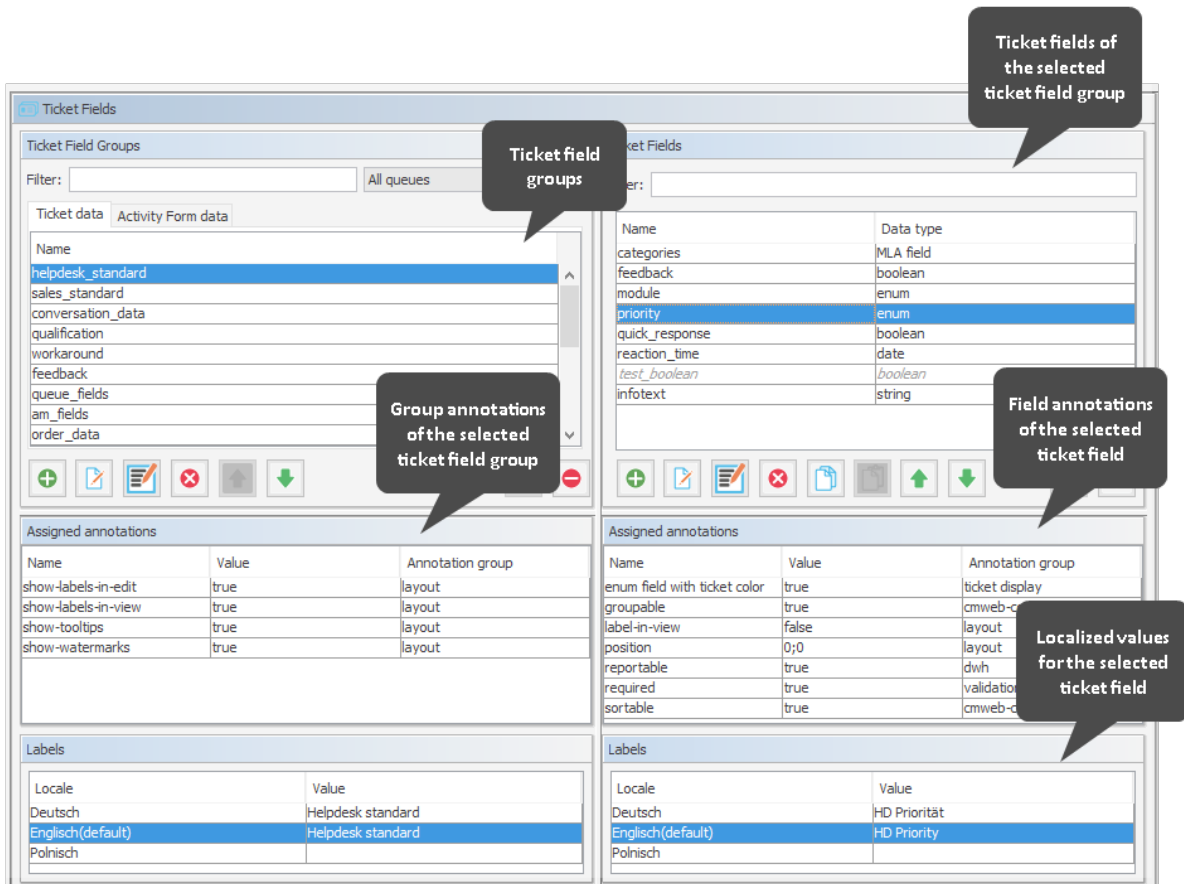 Ticket fields of
the selected
ticket field group
Ticket Fields
Ticket Field Groups
Filter:
All queues
Ticket field
groups
Ticket data
Activity Form data
Name
helpdesk_standard
sales_standard
conversation_data
qualification
workaround
feedback
queue_fields
am_fields
order_data
Group annotations
of the selected
ticket field group
Fields
Name Data type
categories MLA field
feedback boolean
module enum
priority enum
quick_response boolean
reaction_time date
test_boolean boolean
infotext string
Field annotations
of the selected
ticket field
Assigned annotations
Name Value Annotation group
show-labels-in-edit true layout
show-labels-in-view true layout
show-tooltips true layout
show-watermarks true layout
Assigned annotations
Name Value Annotation group
enum field with ticket color true ticket display
groupable true
label-in-view false layout
position 0;0 layout
reportable true dwh
required true
sortable true
Localized values
for the selected
ticket field
Labels
Locale Value
Deutsch Helpdesk standard
Englisch(default) Helpdesk standard
Polnisch
Labels
Locale Value
Deutsch HD Priorität
Englisch(default) HD Priority
Polnisch